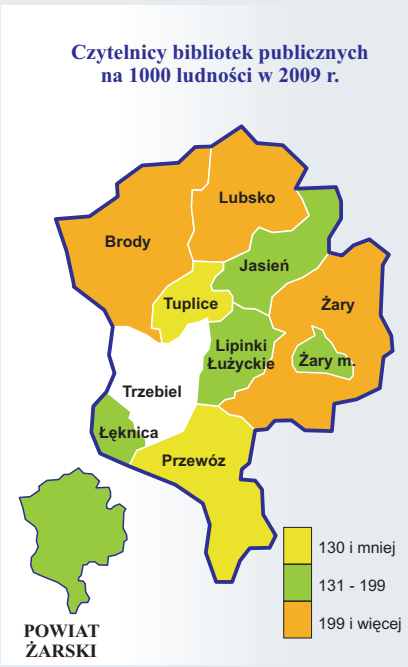 Czytelnicy bibliotek publicznych
na 1000 ludności w 2009 r.
Lubsko
Brody
Jasień
Tuplice
Żary
Lipinki
Łużyckie
Żary m.
Trzebiel
Łęknica
Przewóz
130 i mniej
131 - 199
199 i więcej
POWIAT
ŻARSKI